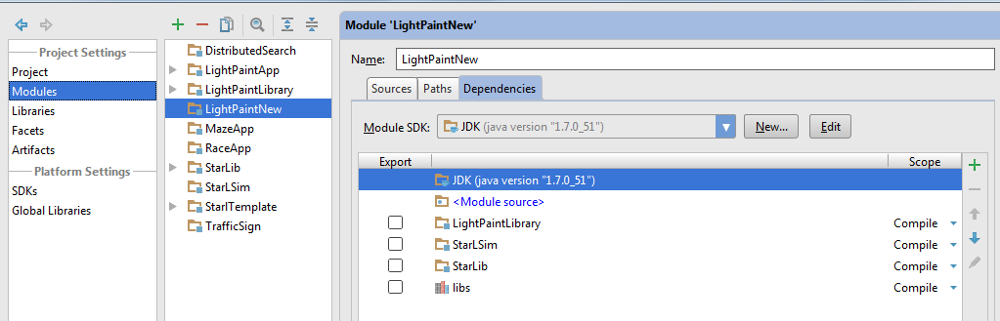 Project Settings
Project
Modules
Libraries
Facets
Artifacts
Platform Settings
SDKs
Global Libraries
DistributedSearch
LightPaintApp
LightPaintLibrary
LightPaintNew
MazeApp
RaceApp
StarLib
StarLSim
StarlTemplate
TrafficSign
Module 'LightPaintNew'
Name: LightPaintNew
Sources Paths Dependencies
Module SDK: JDK (java version "1.7.0_51") New... Edit
Export Scope
JDK (java version "1.7.0_51")
<Module source>
LightPaintLibrary Compile
StarLSim Compile
StarLib Compile
libs Compile